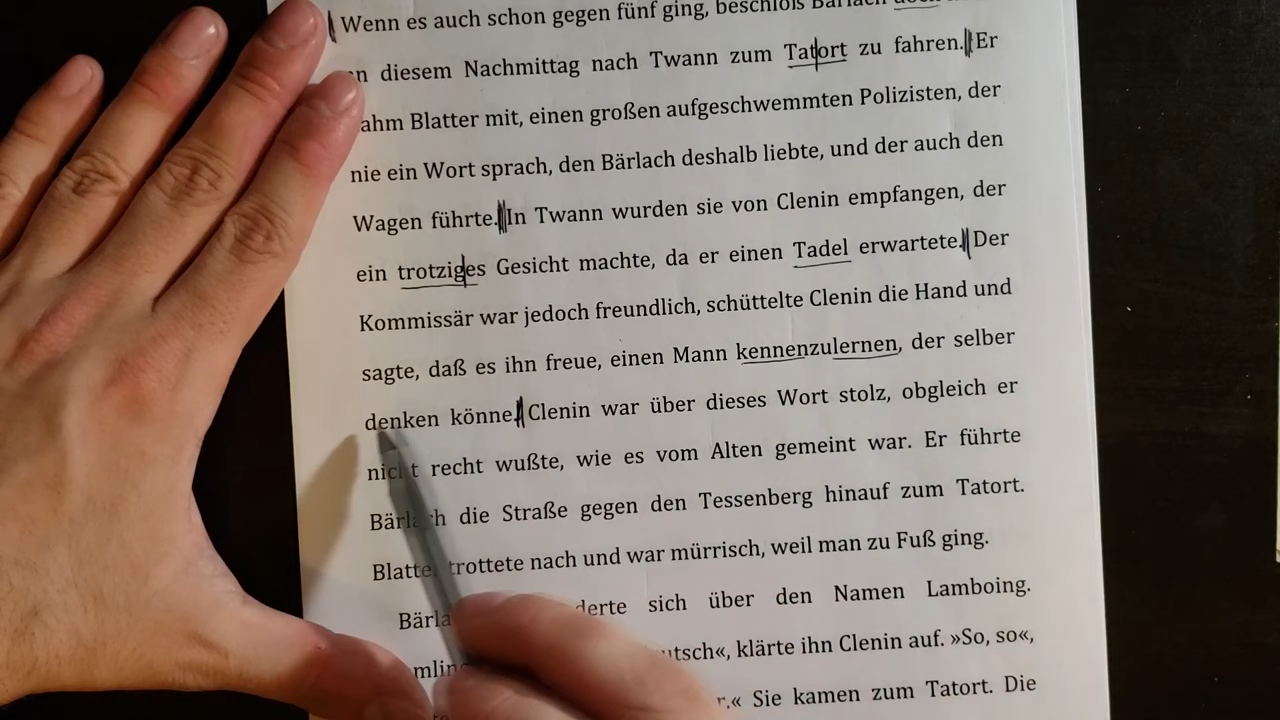 Wenn es auch schon gegen fünf ging, beschloß Bärlach
diesem Nachmittag nach Twann zum Tatort zu fahren. Er
Blatter mit, einen großen aufgeschwemmten Polizisten, der
nie ein Wort sprach, den Bärlach deshalb liebte, und der auch den
Wagen führte. In Twann wurden sie von Clenin empfangen, der
ein trotziges Gesicht machte, da er einen Tadel erwartete. Der
Kommissär war jedoch freundlich, schüttelte Clenin die Hand und
sagte, daß es ihn freue, einen Mann kennenzulernen, der selber
denken könne. Clenin war über dieses Wort stolz, obgleich er
nicht recht wußte, wie es vom Alten gemeint war. Er führte
Bärlach die Straße gegen den Tessenberg hinauf zum Tatort.
Blatter trottete nach und war mürrisch, weil man zu Fuß ging.
sich über den Namen Lamboing.
klärte ihn Clenin auf. »So, so«,
Sie kamen zum Tatort. Die